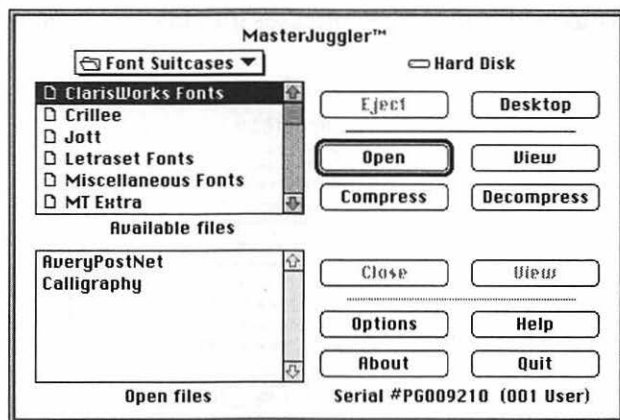 MasterJuggler™
Font Suitcases
Hard Disk
ClarisWorks Fonts
Crillee
Jott
Letraset Fonts
Miscellaneous Fonts
MT Extra
Available files
Eject
Desktop
Open
View
Compress
Decompress
AveryPostNet
Calligraphy
Open files
Close
View
Options
Help
About
Quit
Serial #PG009210 (001 User)